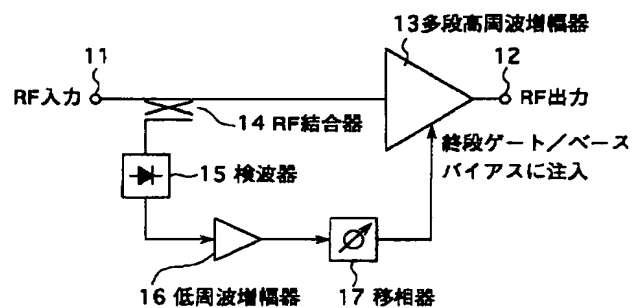 13多段高周波増幅器
11
12
RF入力
RF出力
14 RF結合器
終段ゲート／ベース
バイアスに注入
15 検波器
16 低周波増幅器
17 移相器